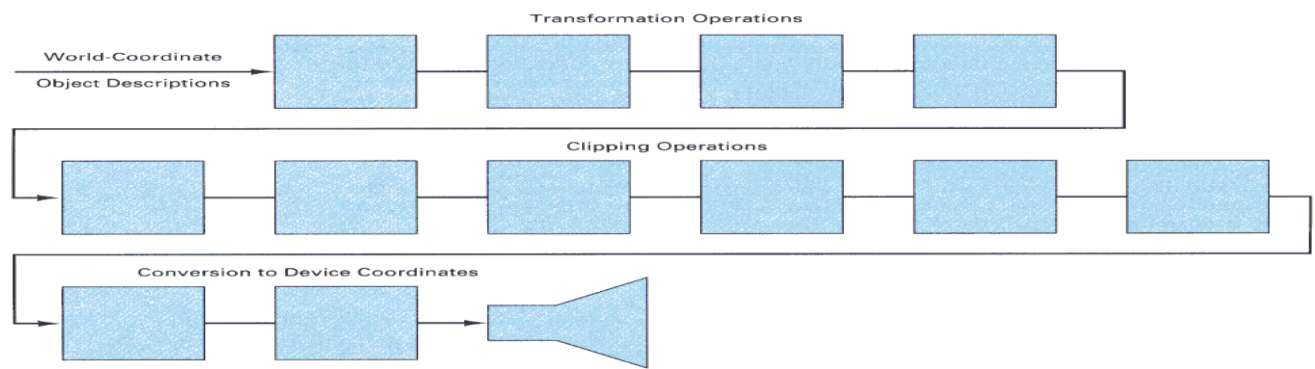 Transformation Operations
World-Coordinate
Object Descriptions
Clipping Operations
Conversion to Device Coordinates